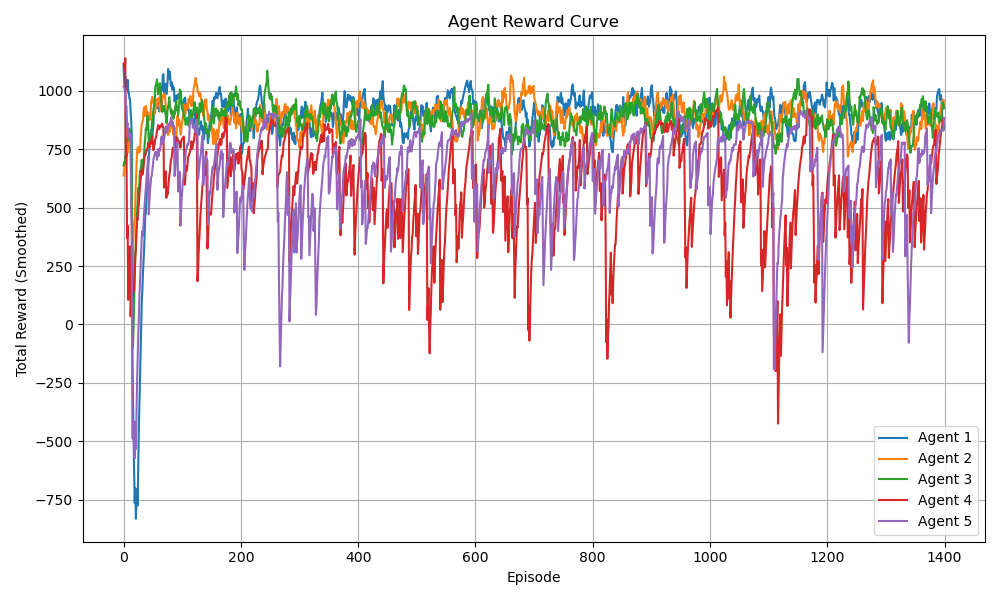 Agent Reward Curve
Total Reward (Smoothed)
1000
750
500
250
0
−250
−500
−750
0 200 400 600 800 1000 1200 1400
Episode
Agent 1
Agent 2
Agent 3
Agent 4
Agent 5